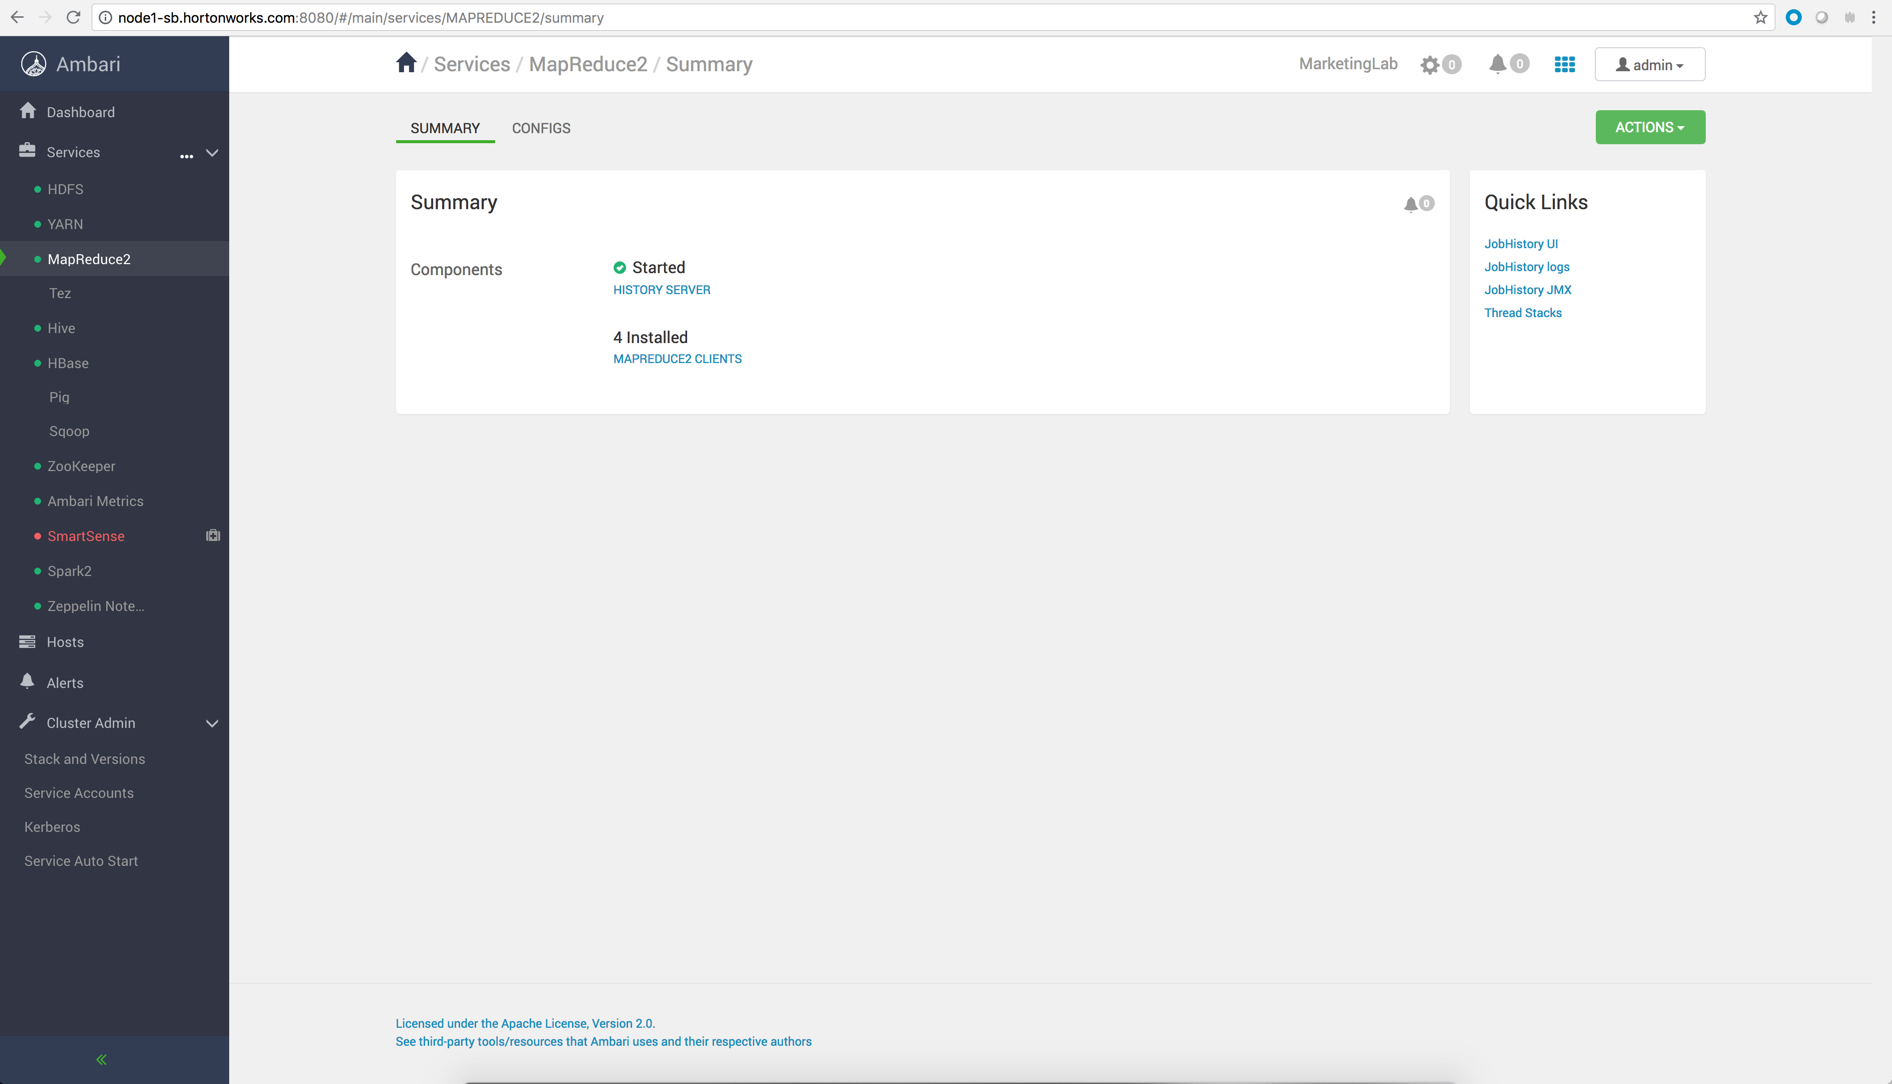 node1-sb.hortonworks.com:8080/#/main/services/MAPREDUCE2/summary
Ambari
/ Services / MapReduce2 / Summary
MarketingLab
0
0
admin
Dashboard
Services
...
HDFS
YARN
MapReduce2
Tez
Hive
HBase
Pig
Sqoop
ZooKeeper
Ambari Metrics
SmartSense
Spark2
Zeppelin Note...
Hosts
Alerts
Cluster Admin
Stack and Versions
Service Accounts
Kerberos
Service Auto Start
SUMMARY
CONFIGS
ACTIONS
Summary
0
Components
Started
HISTORY SERVER
4 Installed
MAPREDUCE2 CLIENTS
Quick Links
JobHistory UI
JobHistory logs
JobHistory JMX
Thread Stacks
Licensed under the Apache License, Version 2.0.
See third-party tools/resources that Ambari uses and their respective authors